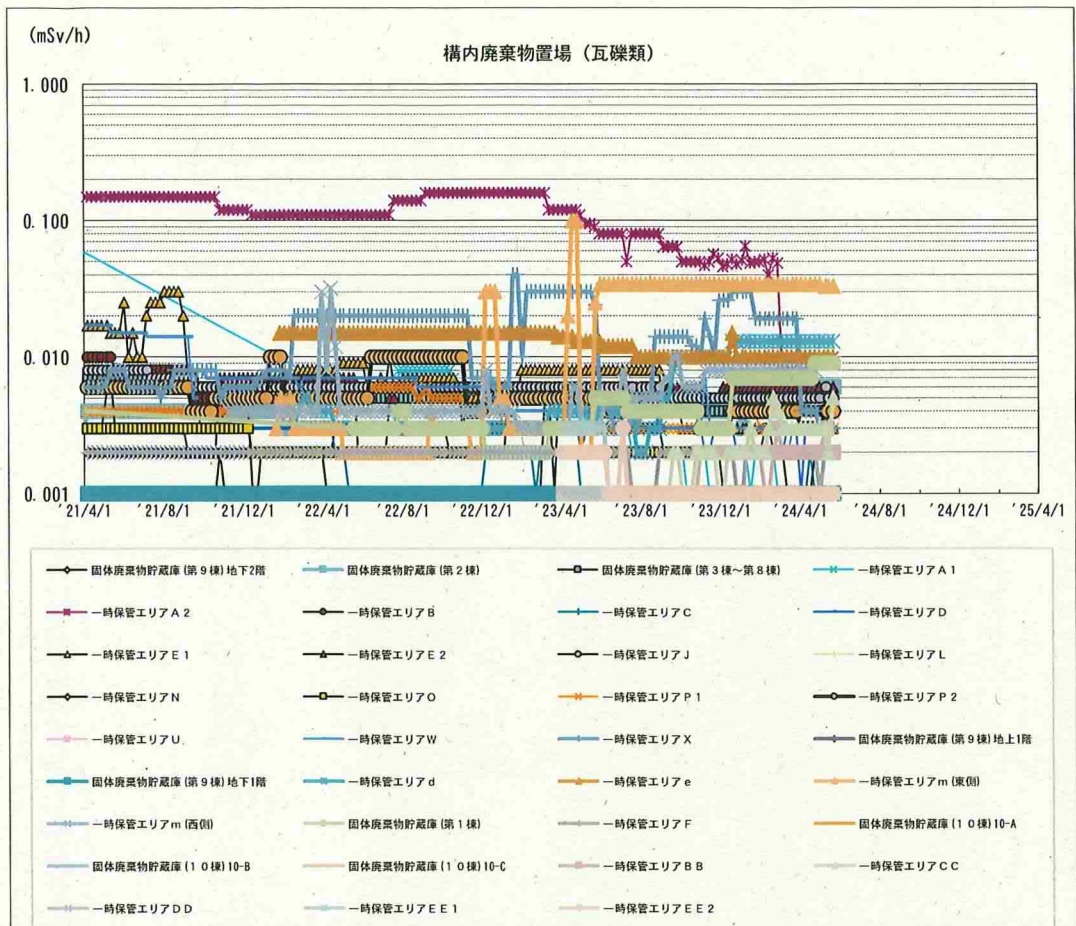 (mSv/h)
構内廃棄物置場（瓦礫類）
1.000
0.100
0.010
0.001
'21/4/1 '21/8/1 '21/12/1 '22/4/1 '22/8/1 '22/12/1 '23/4/1 '23/8/1 '23/12/1 '24/4/1 '24/8/1 '24/12/1 '25/4/1
固体廃棄物貯蔵庫(第9棟)地下2階 固体廃棄物貯蔵庫(第2棟) 固体廃棄物貯蔵庫(第3棟～第8棟) 一時保管エリアA1
一時保管エリアA2 一時保管エリアB 一時保管エリアC 一時保管エリアD
一時保管エリアE1 一時保管エリアE2 一時保管エリアJ 一時保管エリアL
一時保管エリアN 一時保管エリアO 一時保管エリアP1 一時保管エリアP2
一時保管エリアU 一時保管エリアW 一時保管エリアX 固体廃棄物貯蔵庫(第9棟)地上1階
固体廃棄物貯蔵庫(第9棟)地下1階 一時保管エリアd 一時保管エリアe 一時保管エリアm(東側)
一時保管エリアm(西側) 固体廃棄物貯蔵庫(第1棟) 一時保管エリアF 固体廃棄物貯蔵庫(10棟)10-A
固体廃棄物貯蔵庫(10棟)10-B 固体廃棄物貯蔵庫(10棟)10-C 一時保管エリアBB 一時保管エリアCC
一時保管エリアDD 一時保管エリアEE1 一時保管エリアEE2